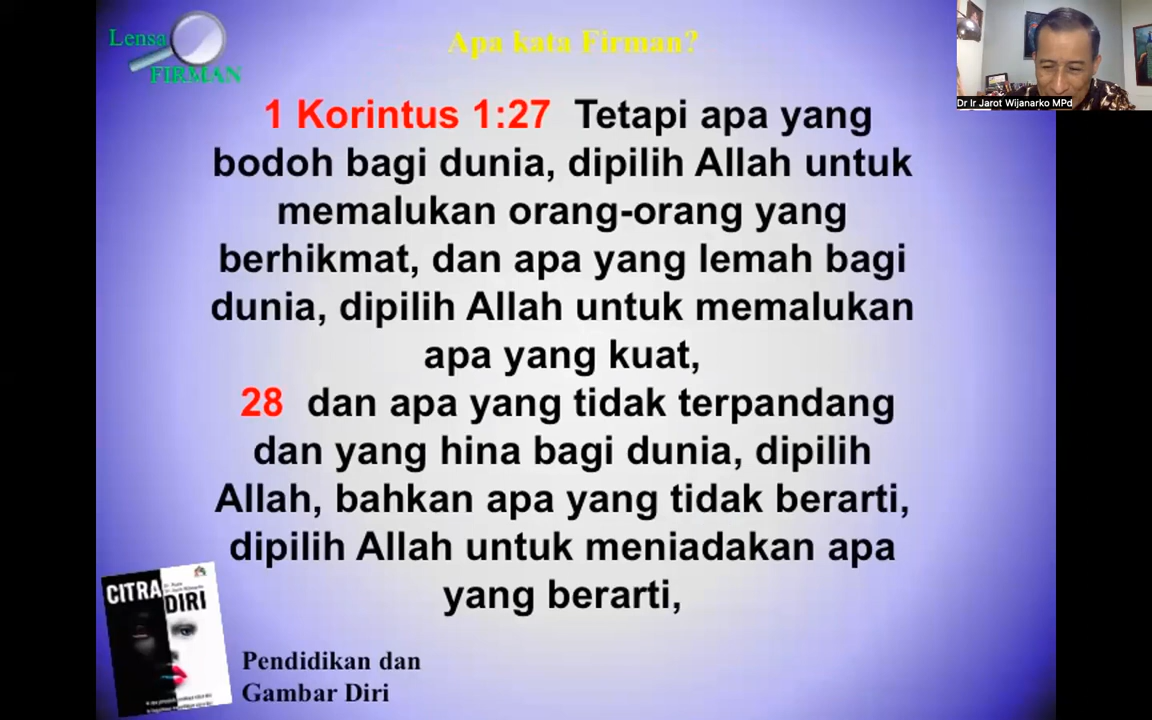 Lensa
FIRMAN
Apa kata Firman?
Dr Ir Jarot Wijanarko MPd
1 Korintus 1:27 Tetapi apa yang
bodoh bagi dunia, dipilih Allah untuk
memalukan orang-orang yang
berhikmat, dan apa yang lemah bagi
dunia, dipilih Allah untuk memalukan
apa yang kuat,
28 dan apa yang tidak terpandang
dan yang hina bagi dunia, dipilih
Allah, bahkan apa yang tidak berarti,
dipilih Allah untuk meniadakan apa
yang berarti,
CITRA
DIRI
Pendidikan dan
Gambar Diri